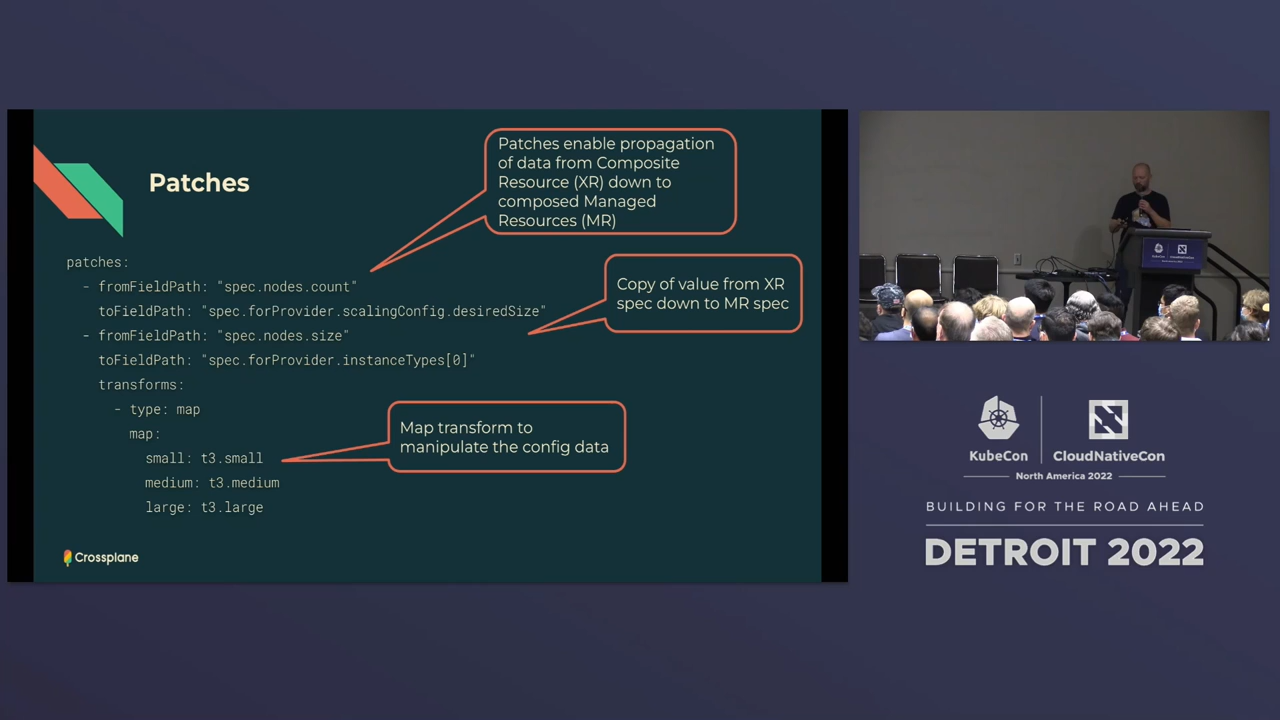 Patches
Patches enable propagation
of data from Composite
Resource (XR) down to
composed Managed
Resources (MR)
patches:
- fromFieldPath: "spec.nodes.count"
toFieldPath: "spec.forProvider.scalingConfig.desiredSize"
- fromFieldPath: "spec.nodes.size"
toFieldPath: "spec.forProvider.instanceTypes[0]"
transforms:
- type: map
map:
small: t3.small
medium: t3.medium
large: t3.large
Copy of value from XR
spec down to MR spec
Map transform to
manipulate the config data
Crossplane
KubeCon
CloudNativeCon
KubeCon
CloudNativeCon
North America 2022
BUILDING FOR THE ROAD AHEAD
DETROIT 2022